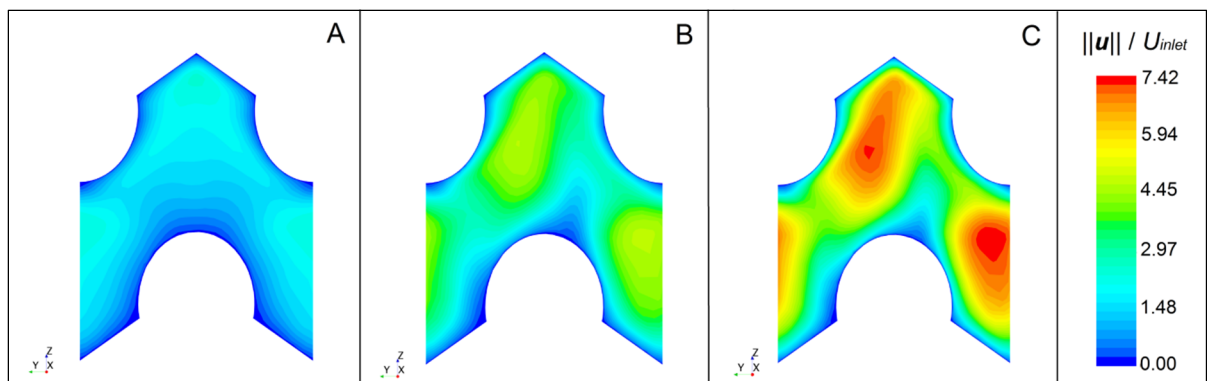 A
B
C
||u|| / Uinlet
7.42
5.94
4.45
2.97
1.48
0.00
Z
Y X
Z
Y X
Z
Y X